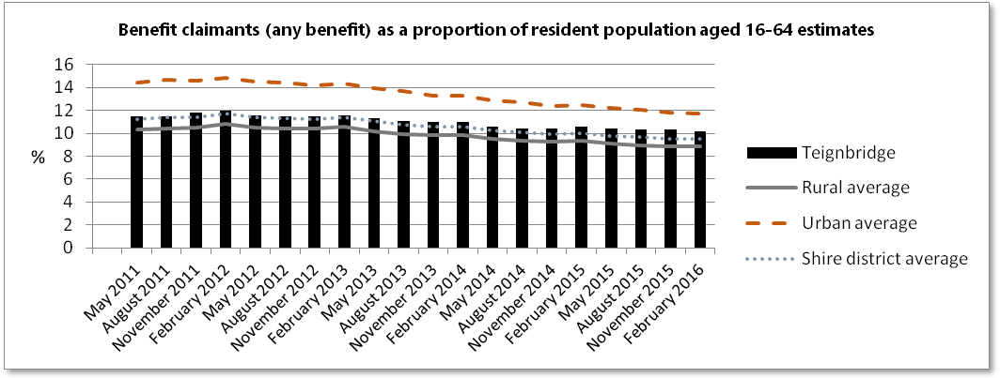 Benefit claimants (any benefit) as a proportion of resident population aged 16-64 estimates
16
14
12
10
8
6
4
2
0
%
May 2011
August 2011
November 2011
February 2012
May 2012
August 2012
November 2012
February 2013
May 2013
August 2013
November 2013
February 2014
May 2014
August 2014
November 2014
February 2015
May 2015
August 2015
November 2015
February 2016
Teignbridge
Rural average
Urban average
Shire district average